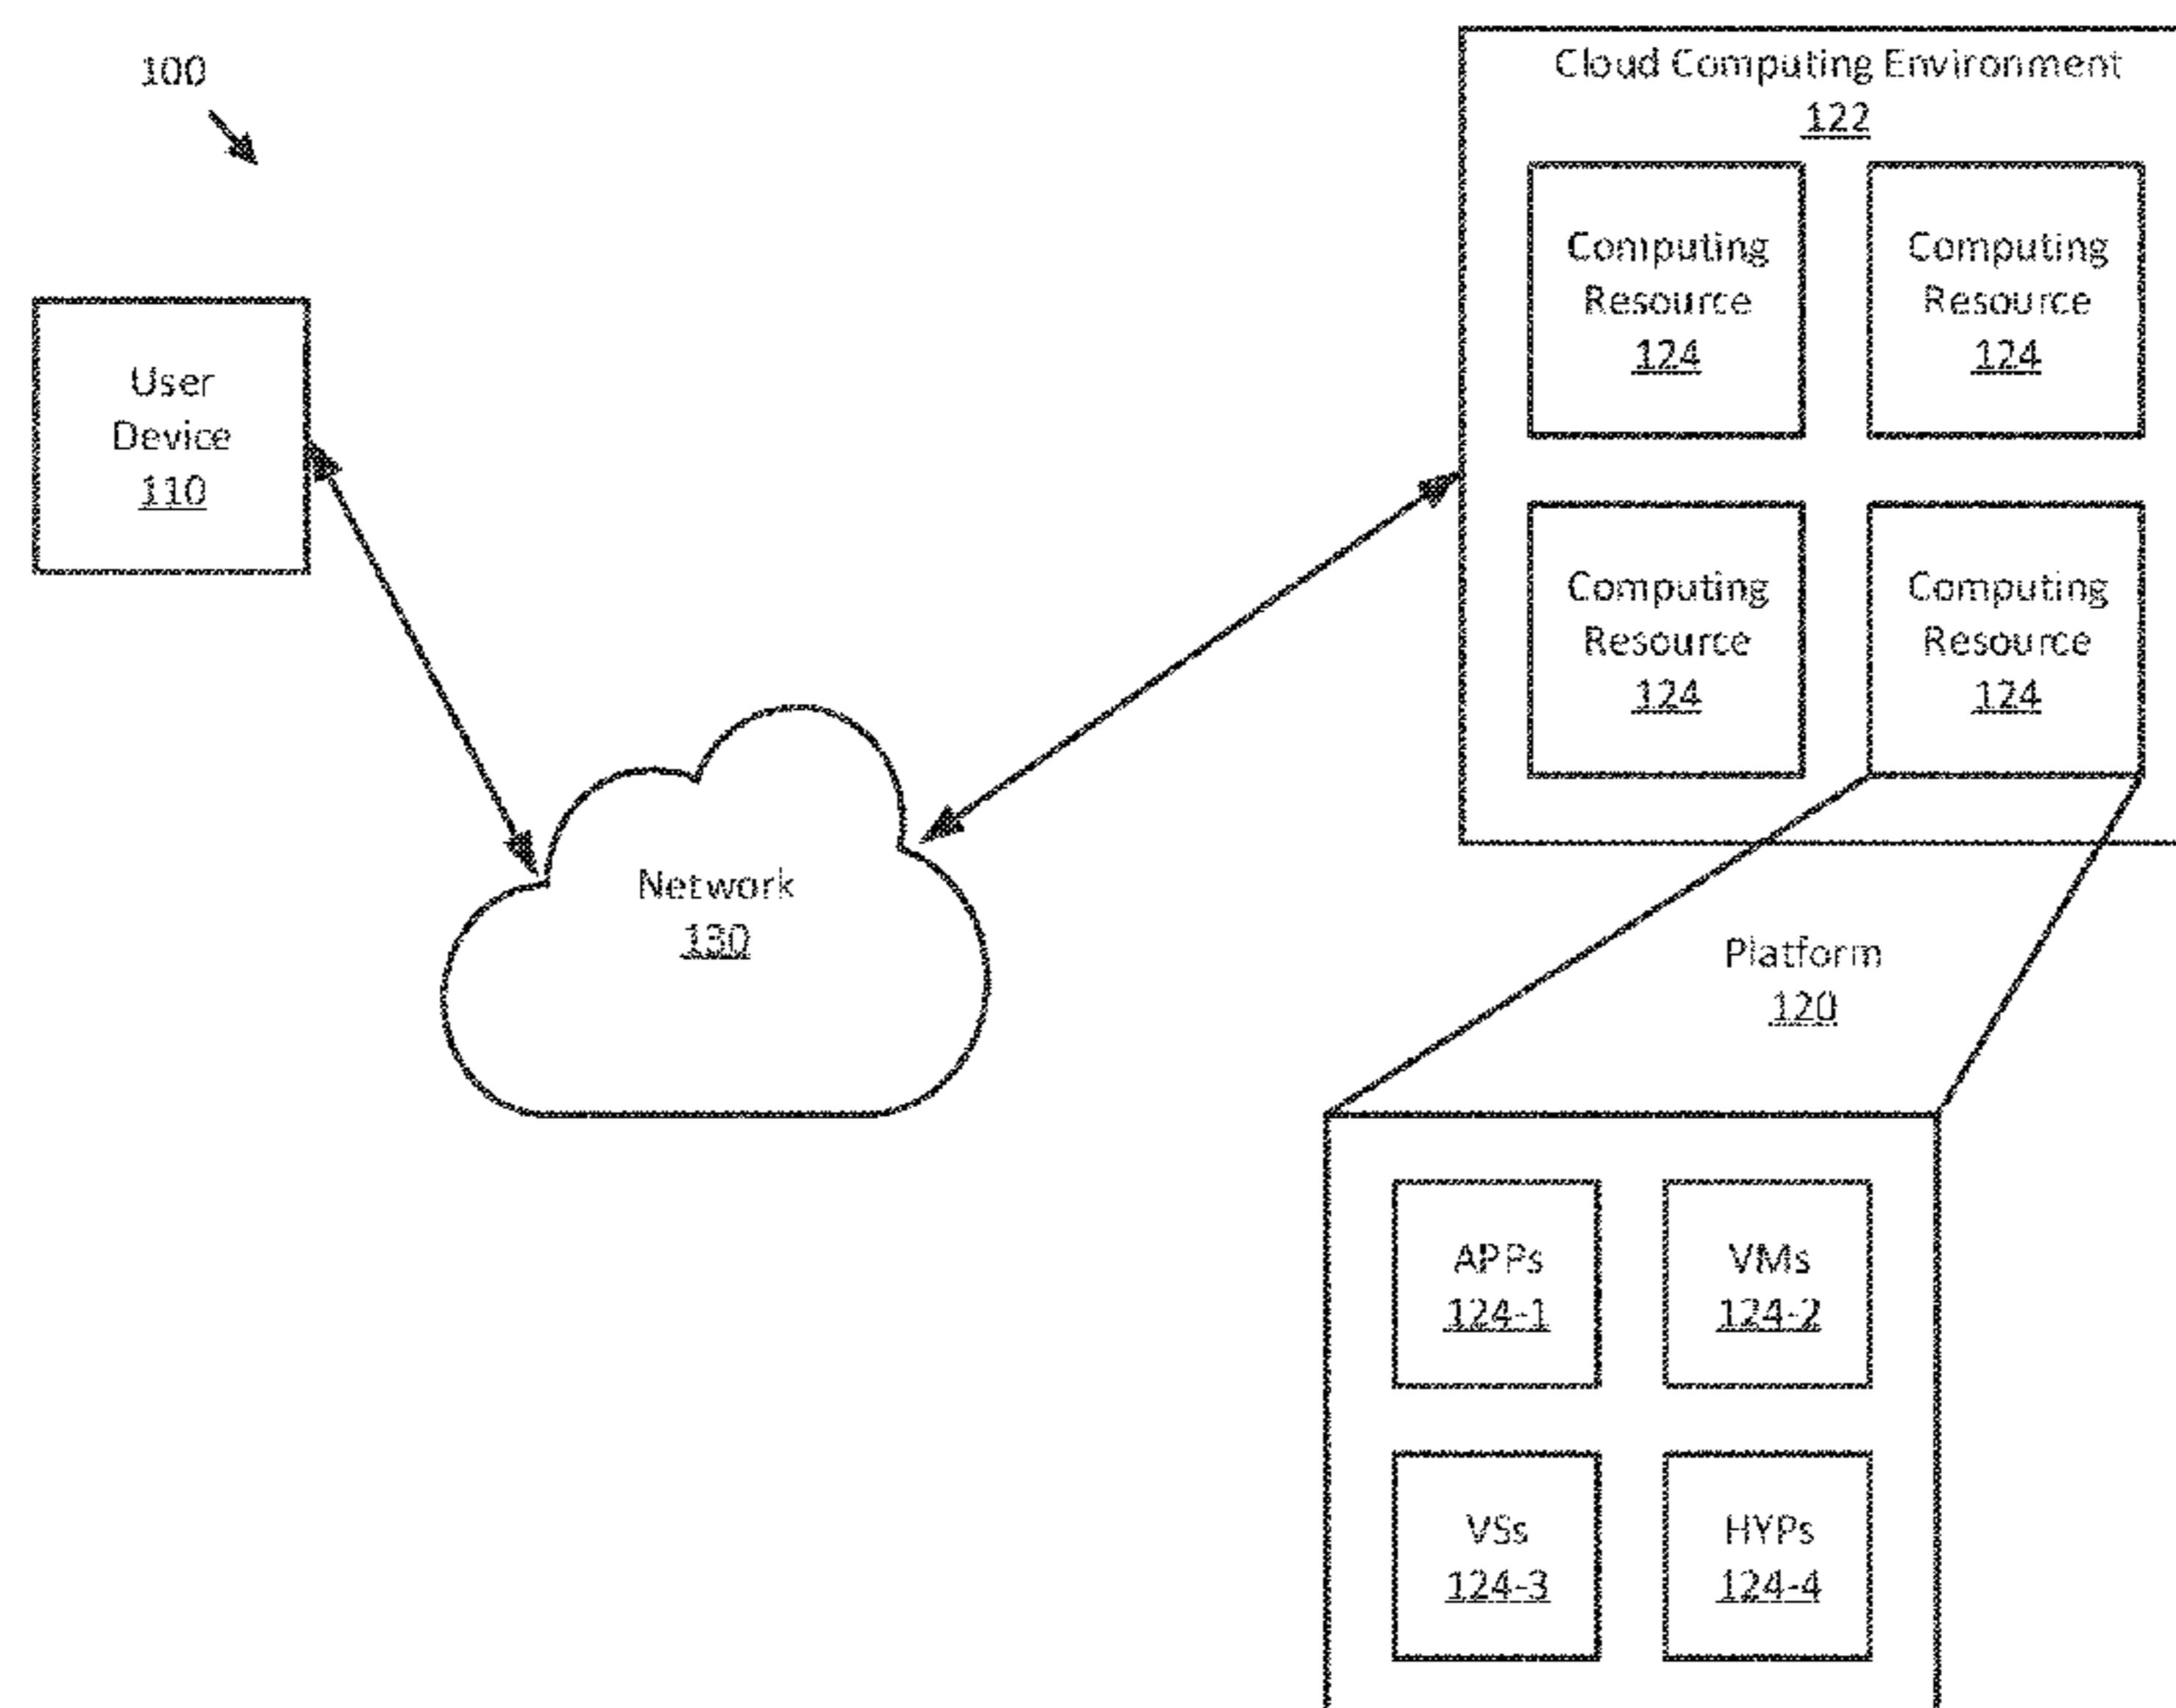 100
Cloud Computing Environment
122
Computing
Resource
124
Computing
Resource
124
User
Device
110
Computing
Resource
124
Computing
Resource
124
Network
130
Platform
120
APPs
124-1
VMs
124-2
VSs
124-3
HYPs
124-4